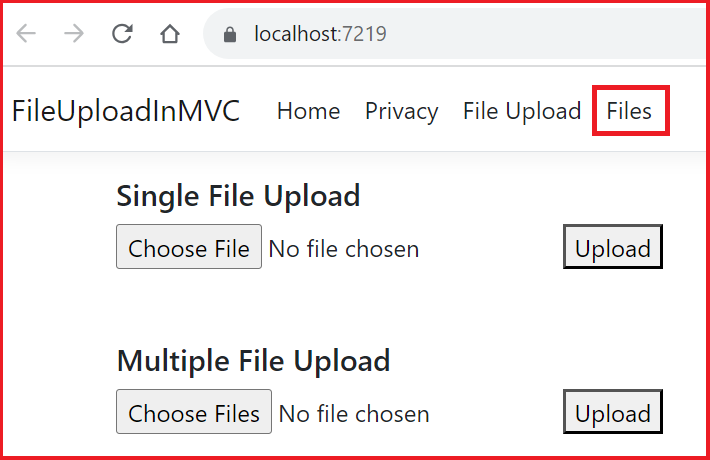 localhost:7219
FileUploadInMVC Home Privacy File Upload Files
Single File Upload
Choose File No file chosen Upload
Multiple File Upload
Choose Files No file chosen Upload